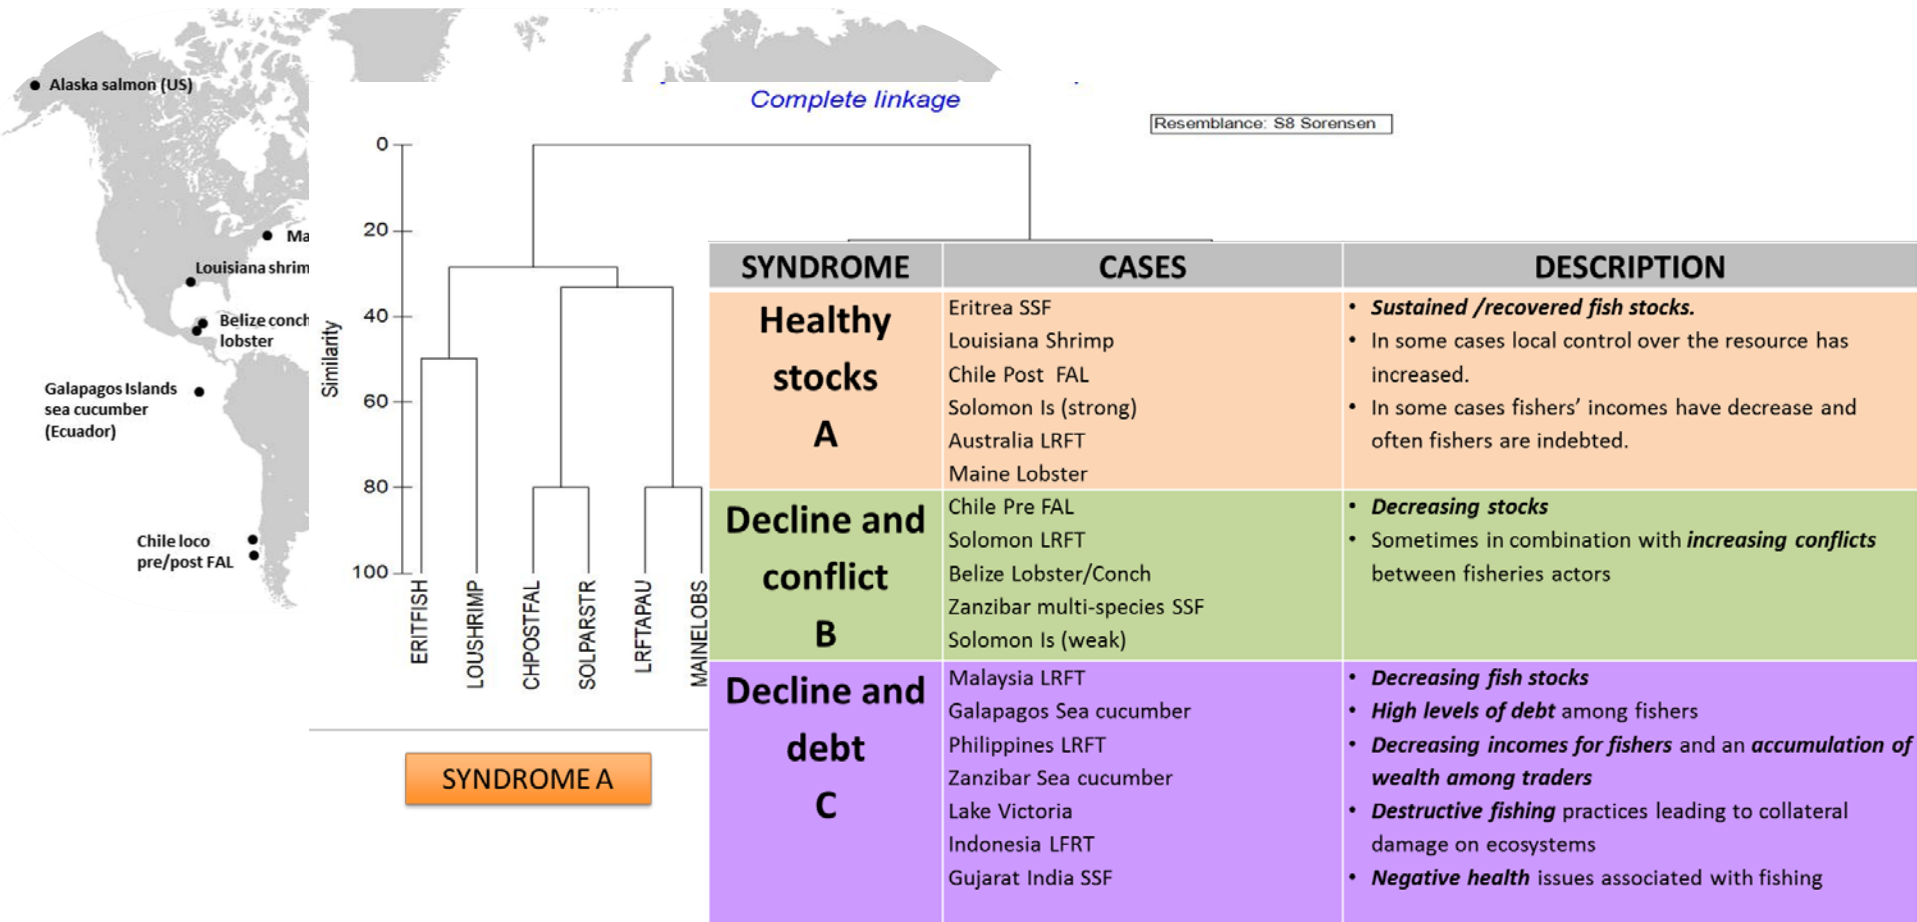 Alaska salmon (US)
Louisiana shrim
Belize conch
lobster
Galapagos Islands
sea cucumber
(Ecuador)
Chile loco
pre/post FAL
Complete linkage
Resemblance: S8 Sorensen
Similarity
0
20
40
60
80
100
ERITFISH
LOUSHRIMP
CHPOSTFAL
SOLPARSTR
LRFTAPAU
MAINELOBS
SYNDROME A
SYNDROME CASES DESCRIPTION
Healthy
stocks
A
Eritrea SSF
Louisiana Shrimp
Chile Post FAL
Solomon Is (strong)
Australia LRFT
Maine Lobster
• Sustained /recovered fish stocks.
• In some cases local control over the resource has
increased.
• In some cases fishers’ incomes have decrease and
often fishers are indebted.
Decline and
conflict
B
Chile Pre FAL
Solomon LRFT
Belize Lobster/Conch
Zanzibar multi-species SSF
Solomon Is (weak)
• Decreasing stocks
• Sometimes in combination with increasing conflicts
between fisheries actors
Decline and
debt
C
Malaysia LRFT
Galapagos Sea cucumber
Philippines LRFT
Zanzibar Sea cucumber
Lake Victoria
Indonesia LFRT
Gujarat India SSF
• Decreasing fish stocks
• High levels of debt among fishers
• Decreasing incomes for fishers and an accumulation of
wealth among traders
• Destructive fishing practices leading to collateral
damage on ecosystems
• Negative health issues associated with fishing